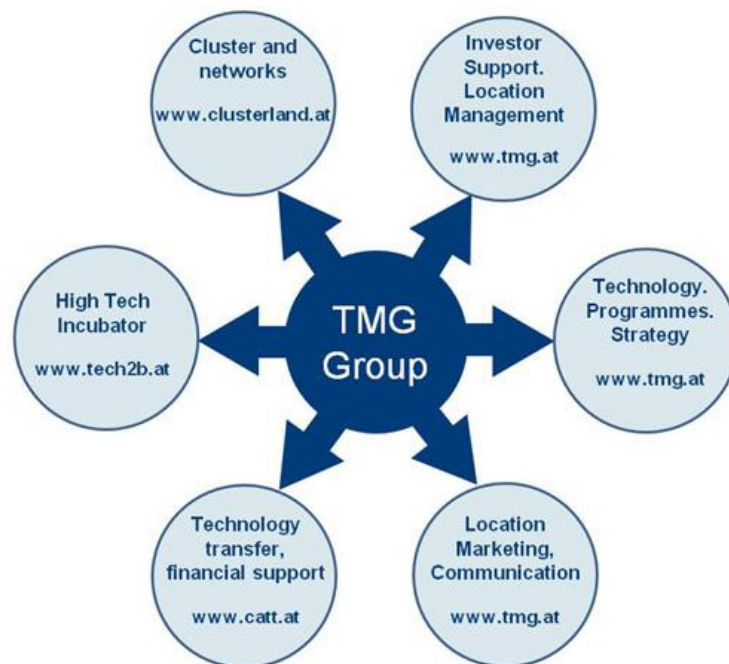 Cluster and
networks
www.clusterland.at
Investor
Support.
Location
Management
www.tmg.at
High Tech
Incubator
www.tech2b.at
TMG
Group
Technology.
Programmes.
Strategy
www.tmg.at
Technology
transfer,
financial support
www.catt.at
Location
Marketing,
Communication
www.tmg.at